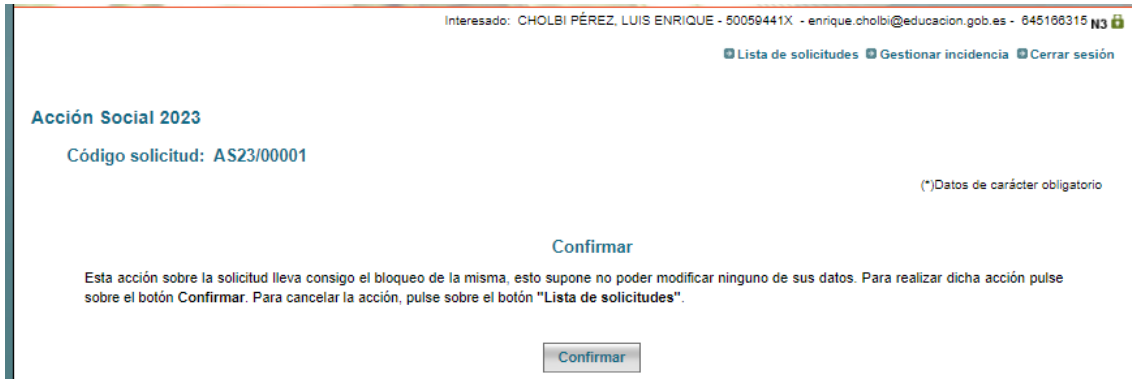 Interesado: CHOLBI PÉREZ, LUIS ENRIQUE - 50059441X - enrique.cholbi@educacion.gob.es - 645166315 N3
Lista de solicitudes Gestionar incidencia Cerrar sesión
Acción Social 2023
Código solicitud: AS23/00001
(*)Datos de carácter obligatorio
Confirmar
Esta acción sobre la solicitud lleva consigo el bloqueo de la misma, esto supone no poder modificar ninguno de sus datos. Para realizar dicha acción pulse
sobre el botón Confirmar. Para cancelar la acción, pulse sobre el botón "Lista de solicitudes".
Confirmar